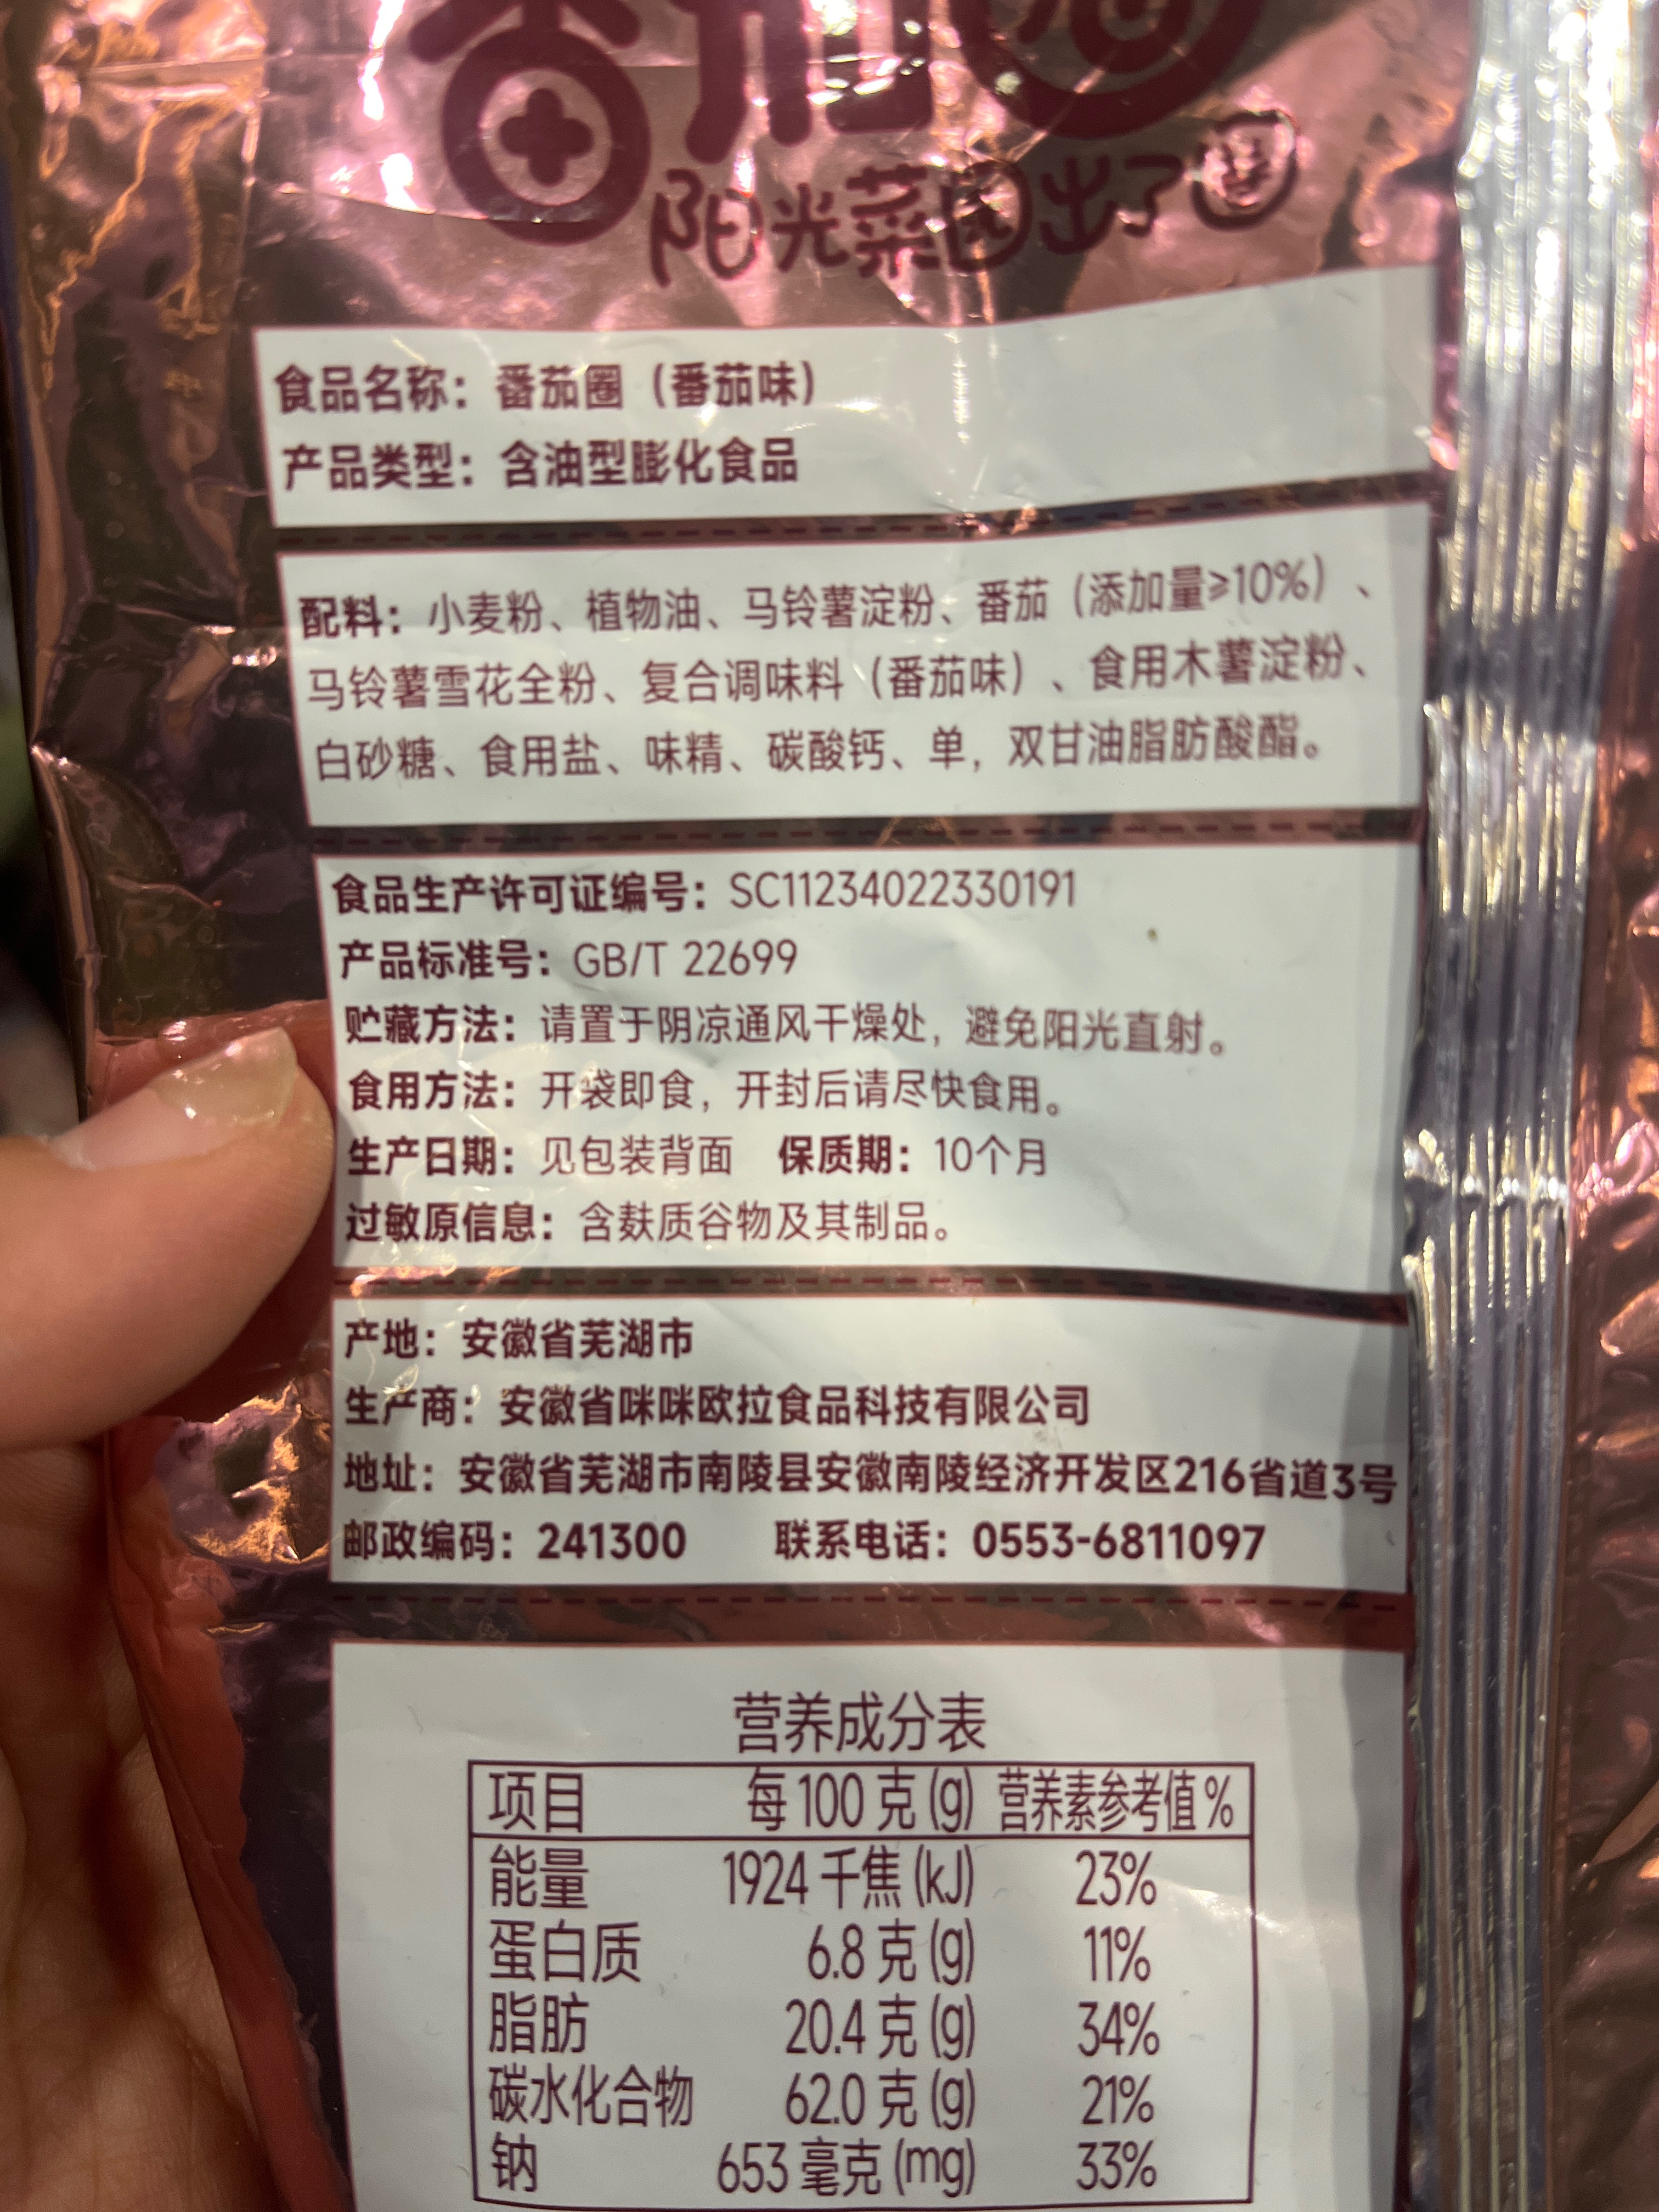 番茄圈
阳光菜园出了圈
食品名称：番茄圈（番茄味）
产品类型：含油型膨化食品
配料：小麦粉、植物油、马铃薯淀粉、番茄（添加量≥10%）、
马铃薯雪花全粉、复合调味料（番茄味）、食用木薯淀粉、
白砂糖、食用盐、味精、碳酸钙、单，双甘油脂肪酸酯。
食品生产许可证编号：SC11234022330191
产品标准号：GB/T 22699
贮藏方法：请置于阴凉通风干燥处，避免阳光直射。
食用方法：开袋即食，开封后请尽快食用。
生产日期：见包装背面 保质期：10个月
过敏原信息：含麸质谷物及其制品。
产地：安徽省芜湖市
生产商：安徽省咪咪欧拉食品科技有限公司
地址：安徽省芜湖市南陵县安徽南陵经济开发区216省道3号
邮政编码：241300 联系电话：0553-6811097
营养成分表
项目 每100克(g) 营养素参考值%
能量 1924千焦(kJ) 23%
蛋白质 6.8克(g) 11%
脂肪 20.4克(g) 34%
碳水化合物 62.0克(g) 21%
钠 653毫克(mg) 33%